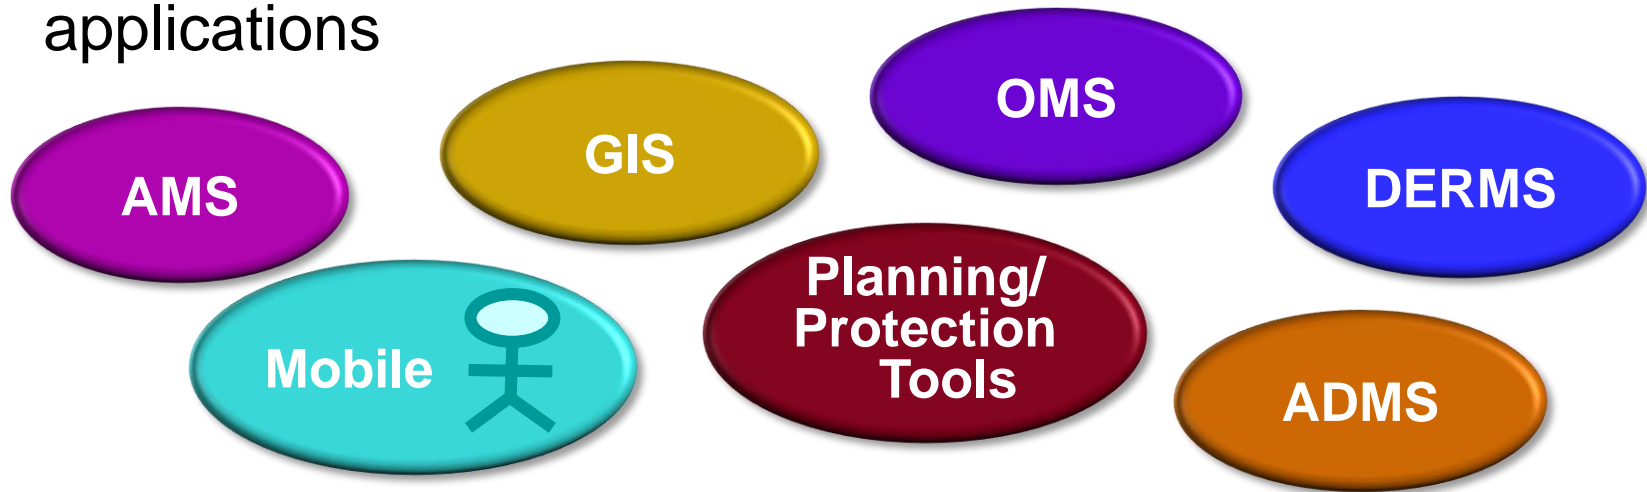 applications
OMS
GIS
DERMS
AMS
Planning/
Protection
Tools
Mobile
ADMS